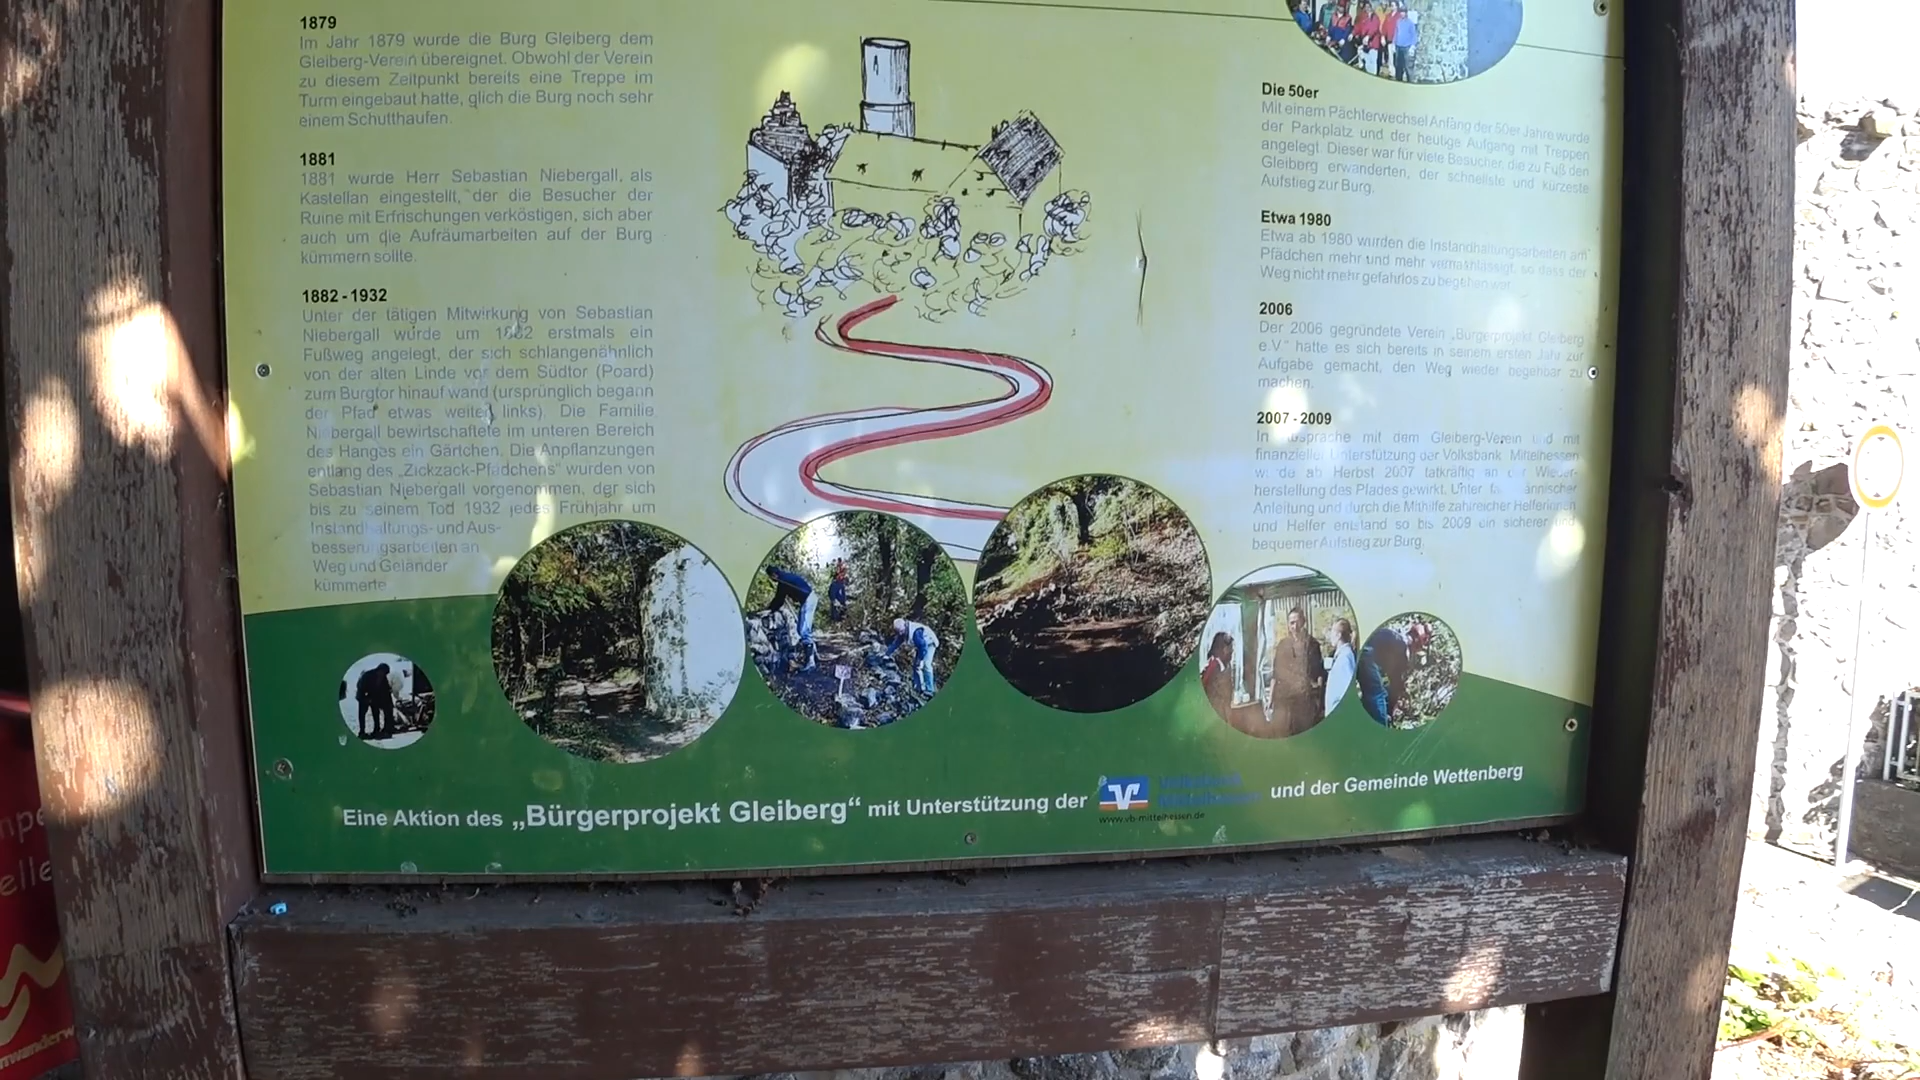 1879
Im Jahr 1879 wurde die Burg Gleiberg dem
Gleiberg-Verein übereignet. Obwohl der Verein
zu diesem Zeitpunkt bereits eine Treppe im
Turm eingebaut hatte, glich die Burg noch sehr
einem Schutthaufen.
1881
1881 wurde Herr Sebastian Niebergall, als
Kastellan eingestellt, der die Besucher der
Ruine mit Erfrischungen verköstigen, sich aber
auch um die Aufräumarbeiten auf der Burg
kümmern sollte.
1882 - 1932
Unter der tätigen Mitwirkung von Sebastian
Niebergall wurde um 1882 erstmals ein
Fußweg angelegt, der sich schlangenähnlich
von der alten Linde vor dem Südtor (Poard)
zum Burgtor hinauf wand (ursprünglich begann
der Pfad etwas weiter links). Die Familie
Niebergall bewirtschaftete im unteren Bereich
des Hanges ein Gärtchen. Die Anpflanzungen
entlang des „Zickzack-Pfädchens“ wurden von
Sebastian Niebergall vorgenommen, der sich
bis zu seinem Tod 1932 jedes Frühjahr um
Instandhaltungs- und Aus-
besserungsarbeiten an
Weg und Geländer
kümmerte
Die 50er
Mit einem Pächterwechsel Anfang der 50er Jahre wurde
der Parkplatz und der heutige Aufgang mit Treppen
angelegt. Dieser war für viele Besucher, die zu Fuß den
Gleiberg erwanderten, der schnellste und kürzeste
Aufstieg zur Burg.
Etwa 1980
Etwa ab 1980 wurden die Instandhaltungsarbeiten am
Pfädchen mehr und mehr vernachlässigt, so dass der
Weg nicht mehr gefahrlos zu begehen war.
2006
Der 2006 gegründete Verein „Bürgerprojekt Gleiberg
e.V.“ hatte es sich bereits in seinem ersten Jahr zur
Aufgabe gemacht, den Weg wieder begehbar zu
machen.
2007 - 2009
In Absprache mit dem Gleiberg-Verein und mit
finanzieller Unterstützung der Volksbank Mittelhessen
wurde ab Herbst 2007 tatkräftig an der Wieder-
herstellung des Pfades gewirkt. Unter
Anleitung und durch die Mithilfe zahlreicher Helferinnen
und Helfer entstand so bis 2009 ein sicherer und
bequemer Aufstieg zur Burg.
Eine Aktion des „Bürgerprojekt Gleiberg“ mit Unterstützung der Volksbank Mittelhessen und der Gemeinde Wettenberg
www.vb-mittelhessen.de